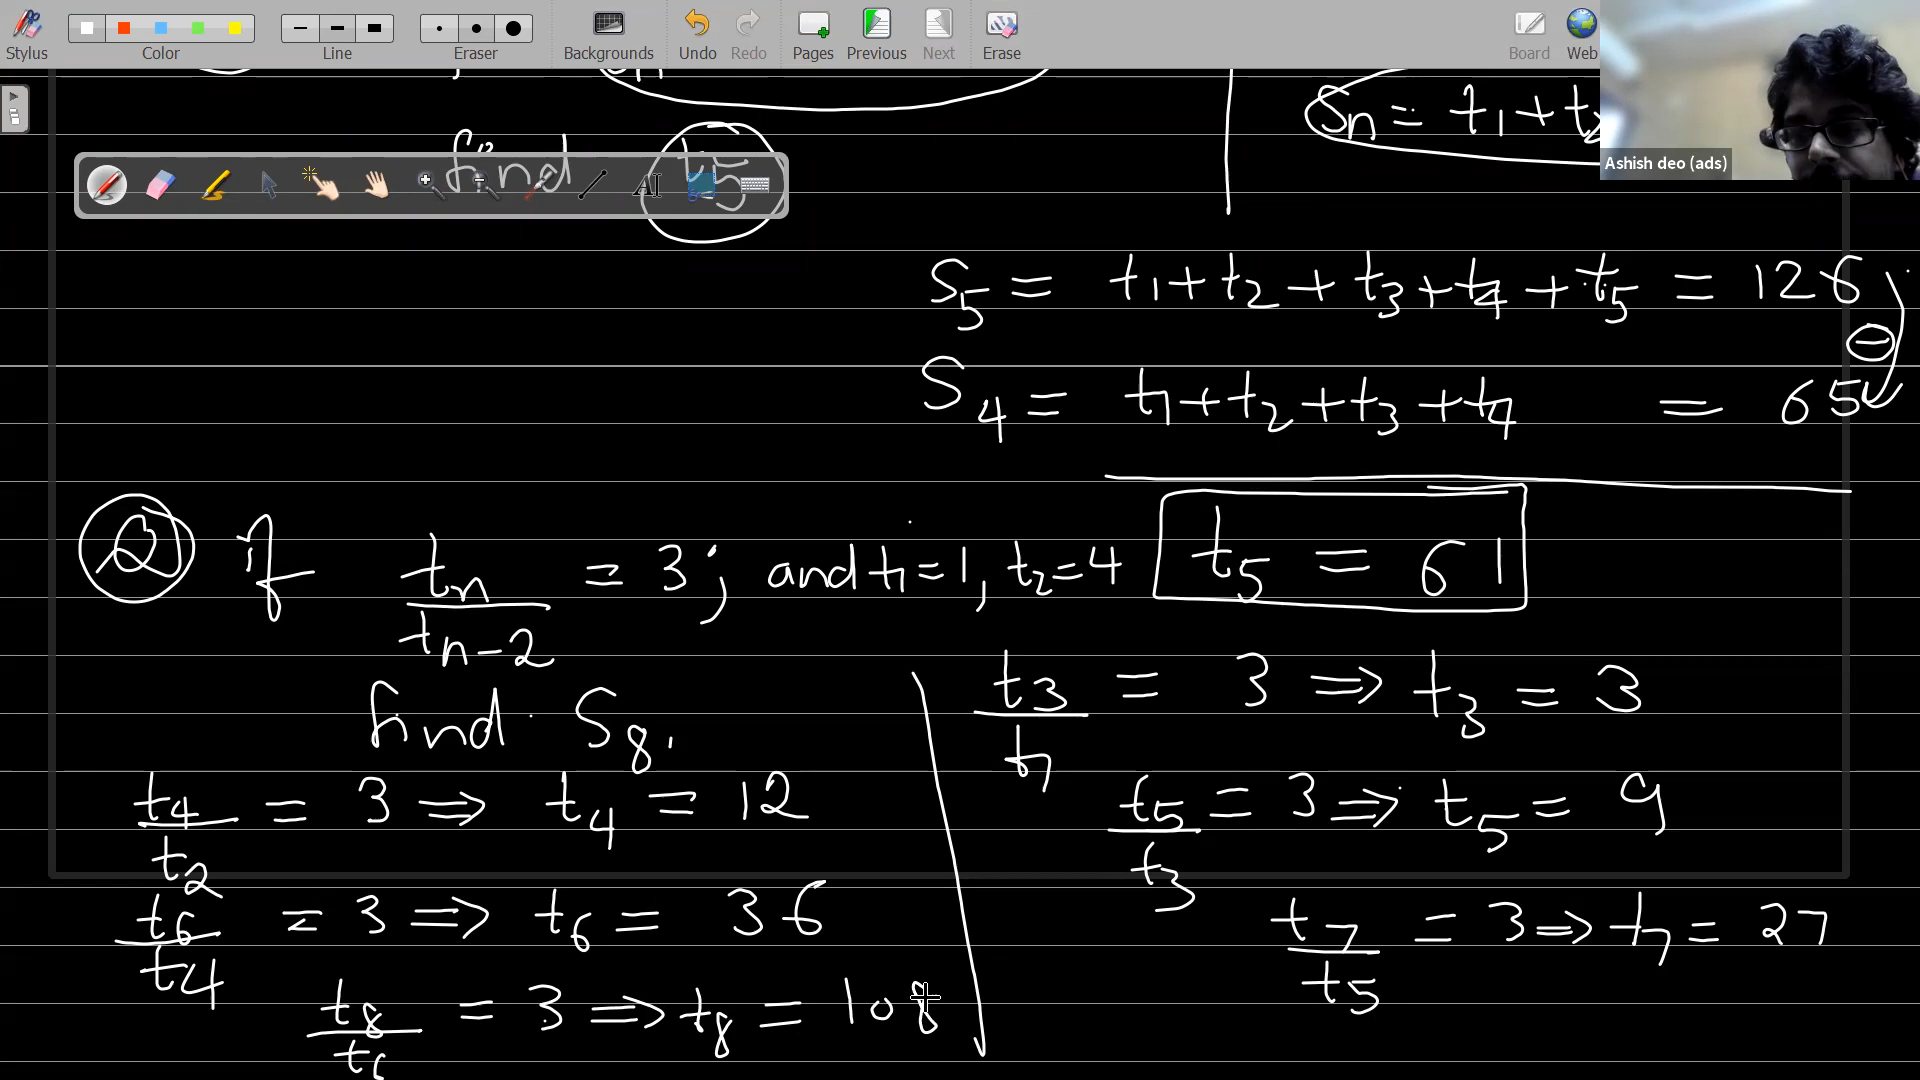 Stylus Color Line Eraser Backgrounds Undo Redo Pages Previous Next Erase Board Web
Ashish deo (ads)
Sn = t1 + t2
find t5
S5 = t1 + t2 + t3 + t4 + t5 = 126
S4 = t1 + t2 + t3 + t4 = 65
t5 = 61
Q If tn/tn-2 = 3; and t1 = 1, t2 = 4
find S8.
t3/t1 = 3 ⇒ t3 = 3
t4/t2 = 3 ⇒ t4 = 12
t5/t3 = 3 ⇒ t5 = 9
t6/t4 = 3 ⇒ t6 = 36
t7/t5 = 3 ⇒ t7 = 27
t8/t6 = 3 ⇒ t8 = 108